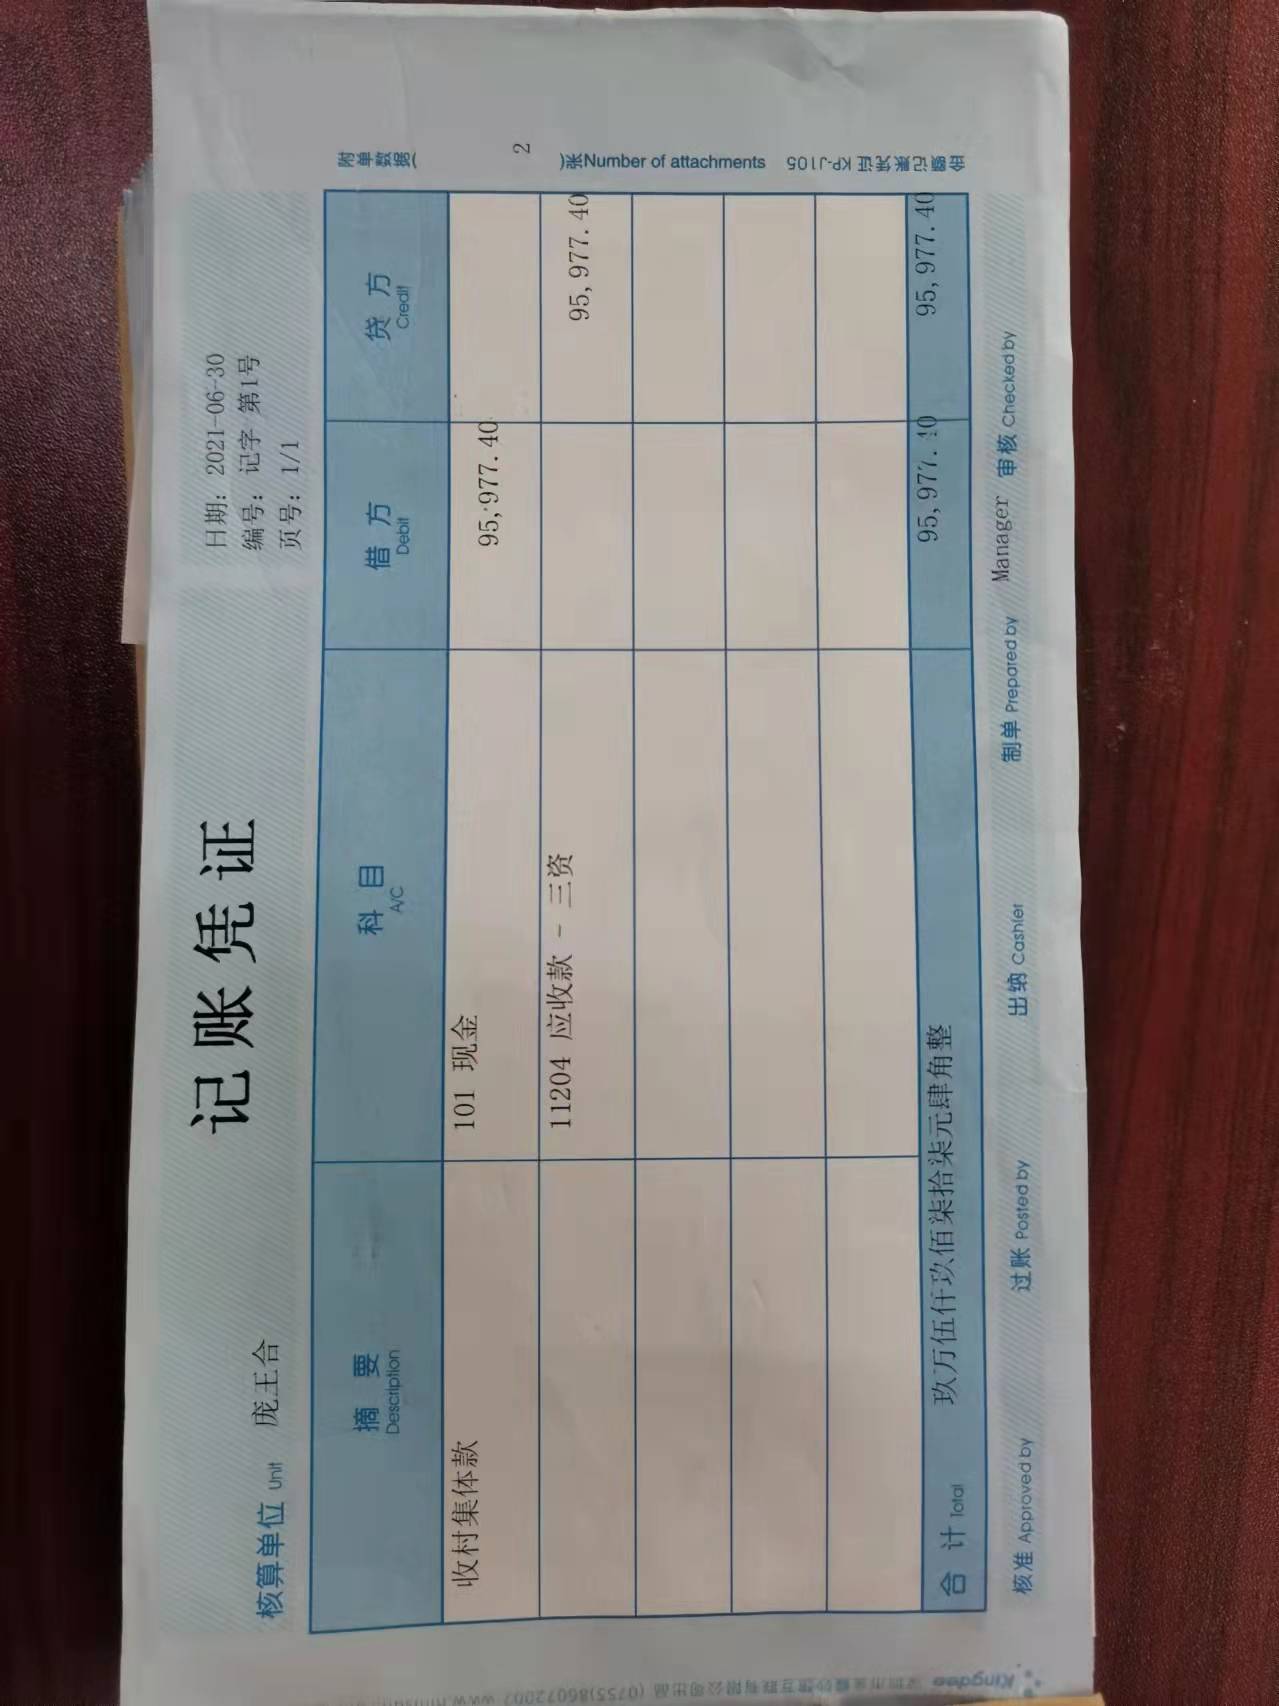 记账凭证
日期: 2021-06-30
编号: 记字 第1号
页号: 1/1
核算单位 Unit 庞王合
附单数据( 2 )张Number of attachments
金额记账凭证 KP-J105
摘要 Description 科目 A/C 借方 Debit 贷方 Credit
收村集体款 101 现金 95,977.40
11204 应收款 - 三资 95,977.40
合计 Total 玖万伍仟玖佰柒拾柒元肆角整 95,977.40 95,977.40
核准 Approved by 过账 Posted by 出纳 Cashier 制单 Prepared by Manager 审核 Checked by
Kingdee